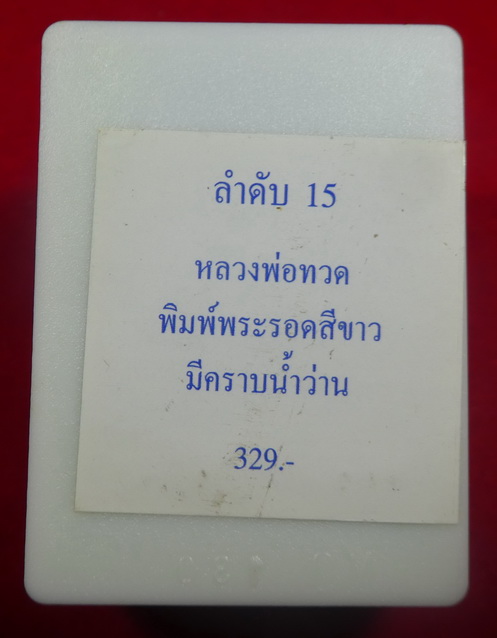 ลำดับ 15
หลวงพ่อทวด
พิมพ์พระรอดสีขาว
มีคราบน้ำว่าน
329.-